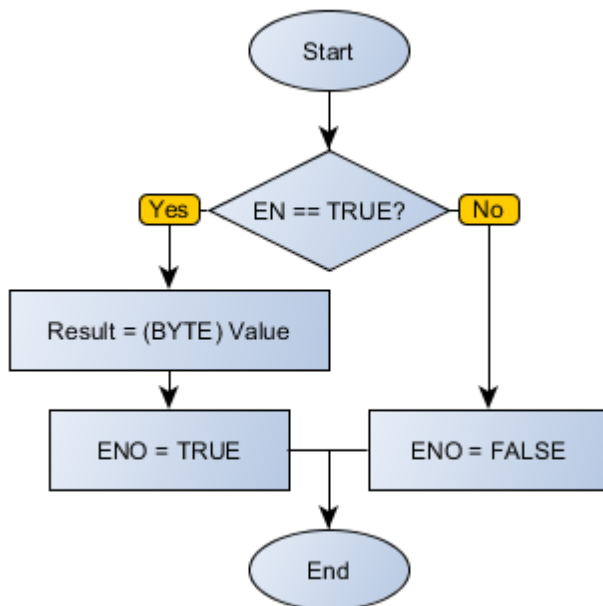 Start
EN == TRUE?
Yes
No
Result = (BYTE) Value
ENO = TRUE
ENO = FALSE
End